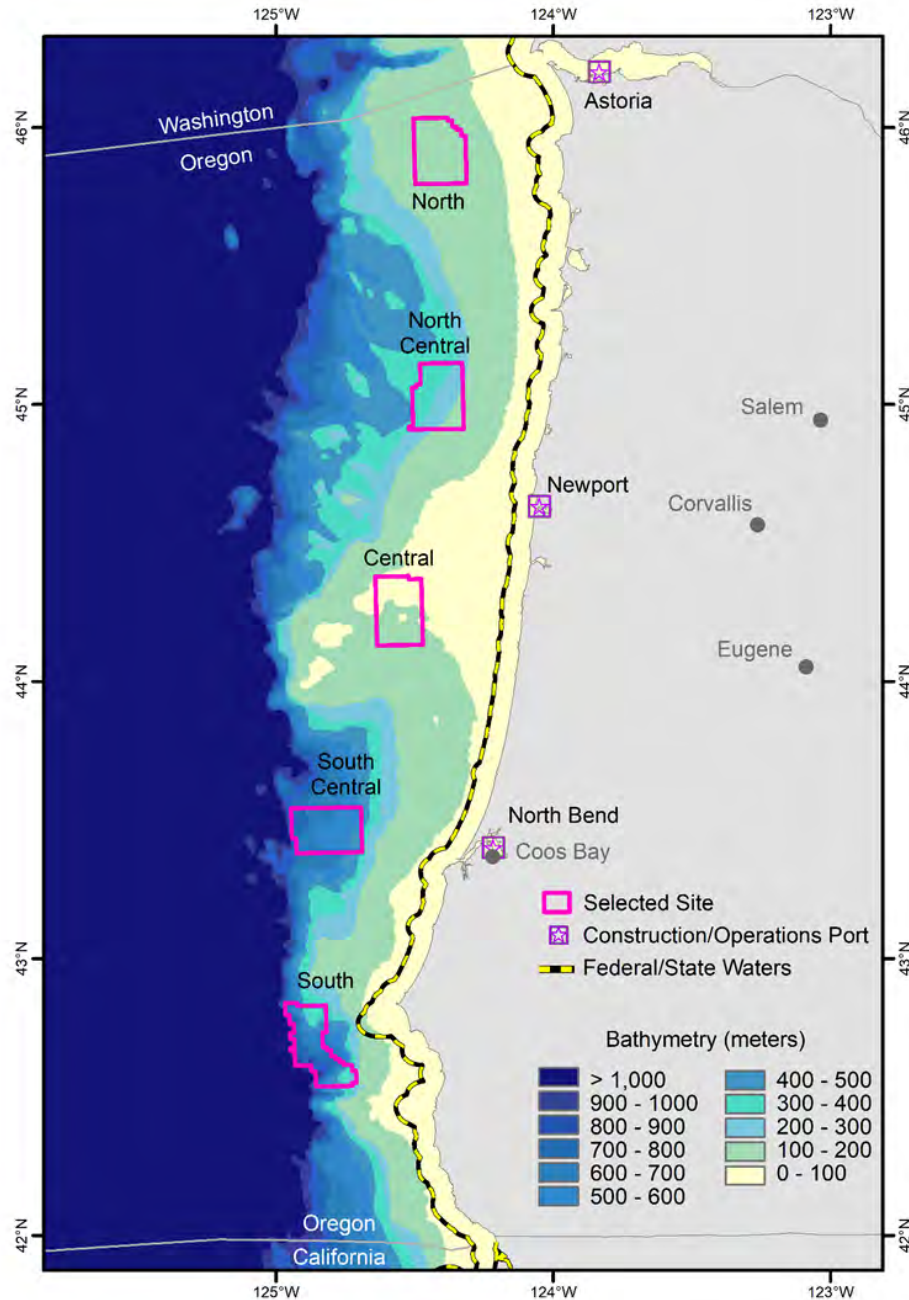 125°W
124°W
123°W
46°N
46°N
Washington
Oregon
Astoria
North
North
Central
45°N
45°N
Salem
Newport
Corvallis
Central
Eugene
44°N
44°N
South
Central
North Bend
Coos Bay
Selected Site
Construction/Operations Port
Federal/State Waters
43°N
43°N
South
Bathymetry (meters)
> 1,000
900 - 1000
800 - 900
700 - 800
600 - 700
500 - 600
400 - 500
300 - 400
200 - 300
100 - 200
0 - 100
42°N
42°N
Oregon
California
125°W
124°W
123°W